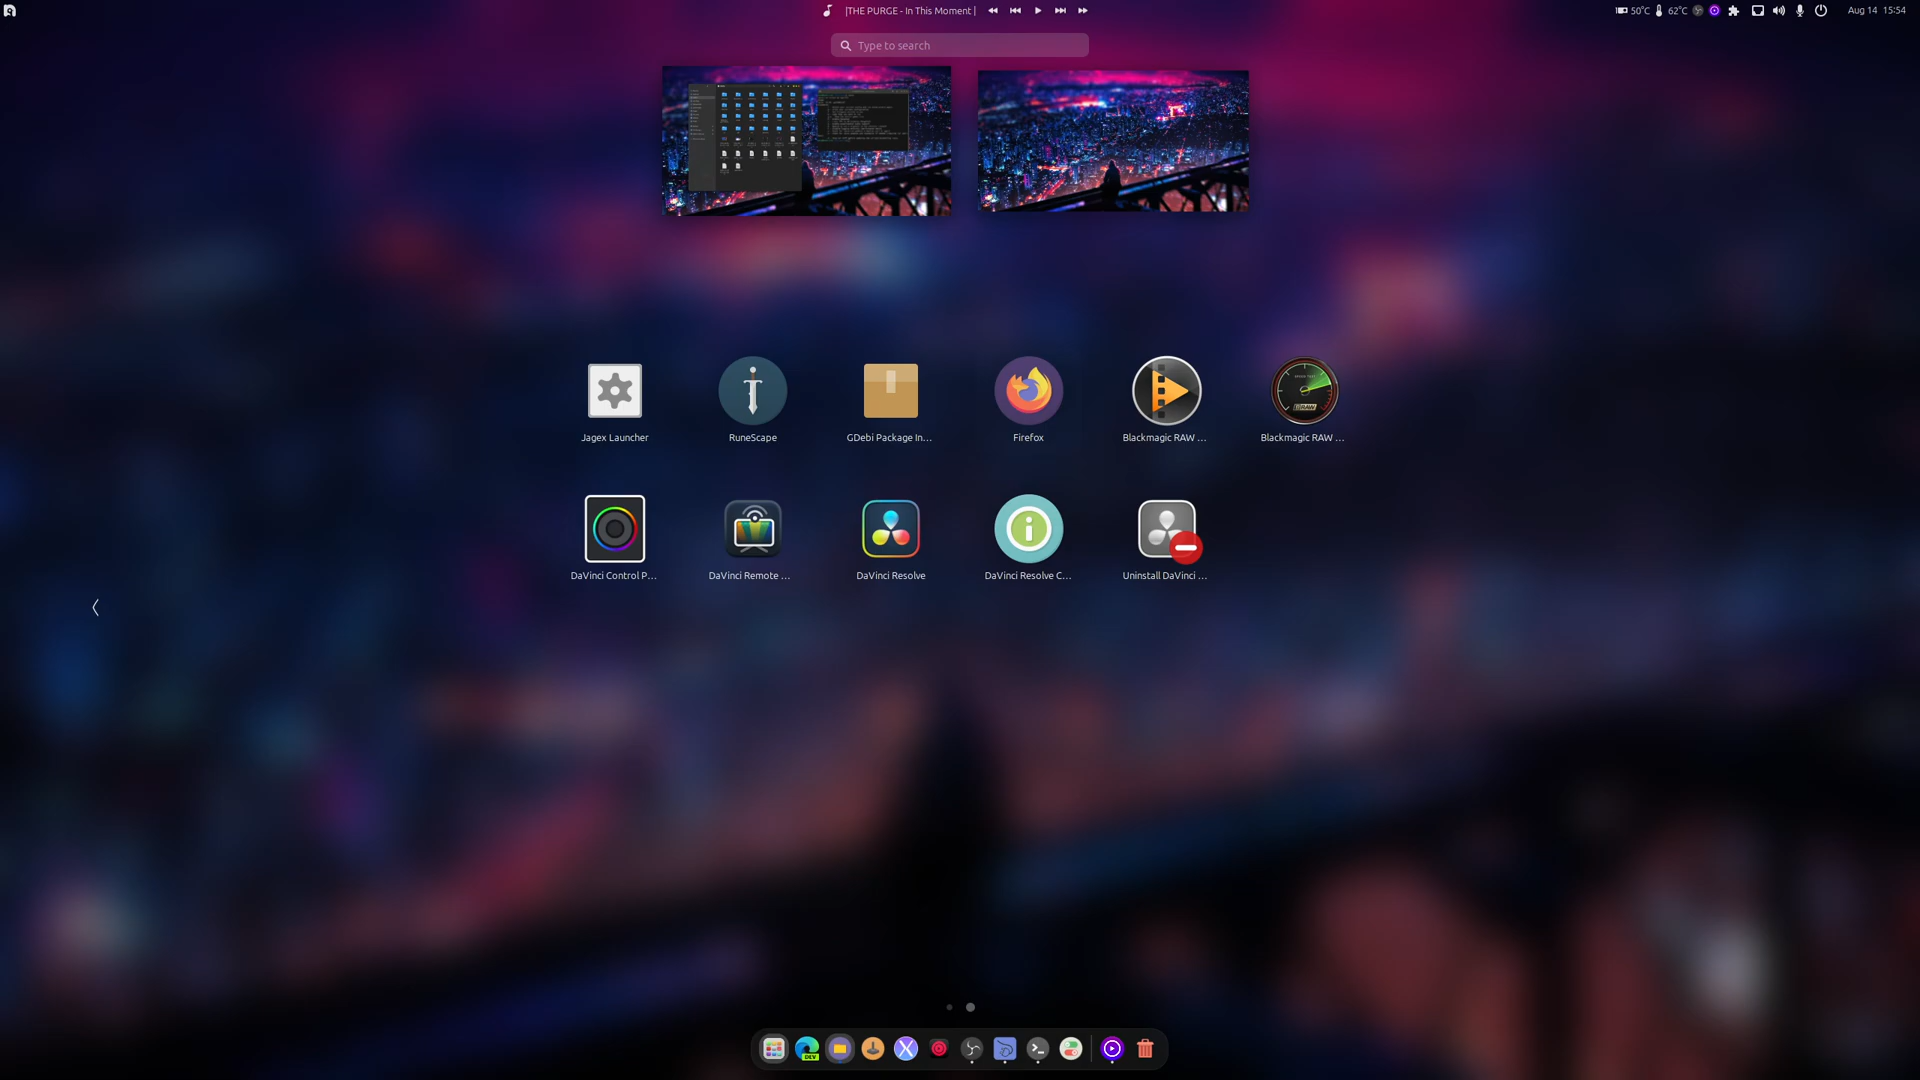 |THE PURGE - In This Moment |
50°C
62°C
Aug 14 15:54
Type to search
Jagex Launcher
RuneScape
GDebi Package In…
Firefox
Blackmagic RAW …
Blackmagic RAW …
DaVinci Control P…
DaVinci Remote …
DaVinci Resolve
DaVinci Resolve C…
Uninstall DaVinci …
DEV